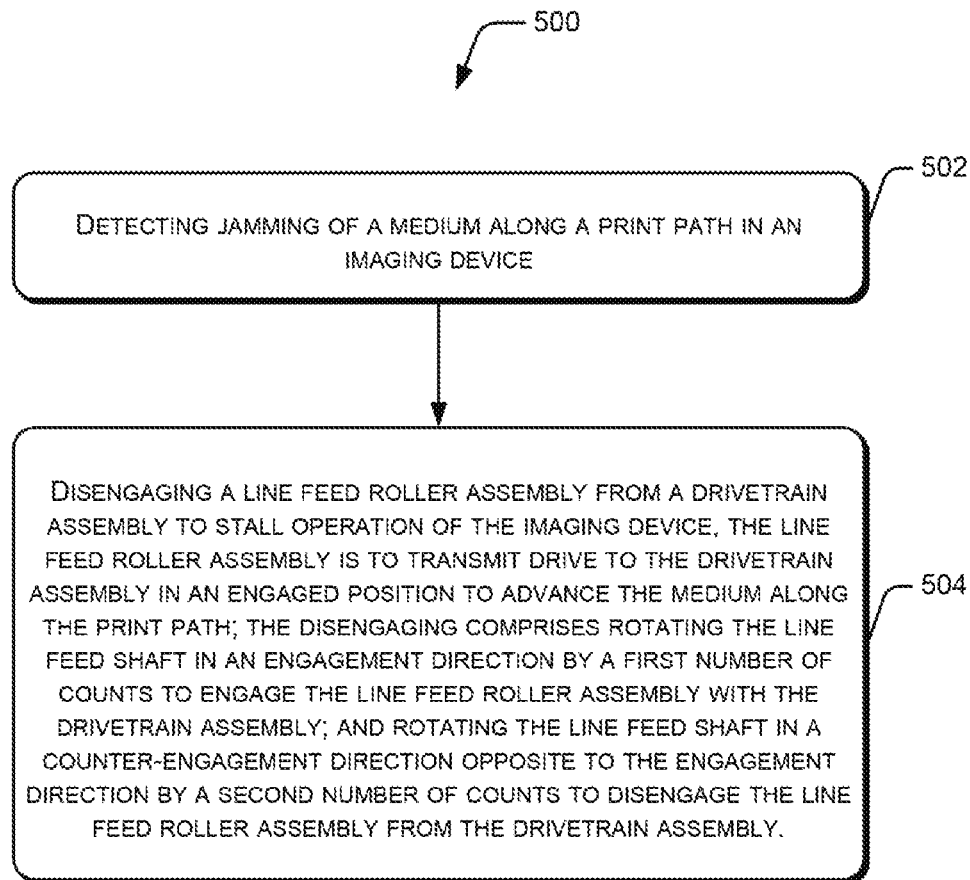 500
502
DETECTING JAMMING OF A MEDIUM ALONG A PRINT PATH IN AN
IMAGING DEVICE
DISENGAGING A LINE FEED ROLLER ASSEMBLY FROM A DRIVETRAIN
ASSEMBLY TO STALL OPERATION OF THE IMAGING DEVICE, THE LINE
FEED ROLLER ASSEMBLY IS TO TRANSMIT DRIVE TO THE DRIVETRAIN
ASSEMBLY IN AN ENGAGED POSITION TO ADVANCE THE MEDIUM ALONG
THE PRINT PATH; THE DISENGAGING COMPRISES ROTATING THE LINE
FEED SHAFT IN AN ENGAGEMENT DIRECTION BY A FIRST NUMBER OF
COUNTS TO ENGAGE THE LINE FEED ROLLER ASSEMBLY WITH THE
DRIVETRAIN ASSEMBLY; AND ROTATING THE LINE FEED SHAFT IN A
COUNTER-ENGAGEMENT DIRECTION OPPOSITE TO THE ENGAGEMENT
DIRECTION BY A SECOND NUMBER OF COUNTS TO DISENGAGE THE LINE
FEED ROLLER ASSEMBLY FROM THE DRIVETRAIN ASSEMBLY.
504